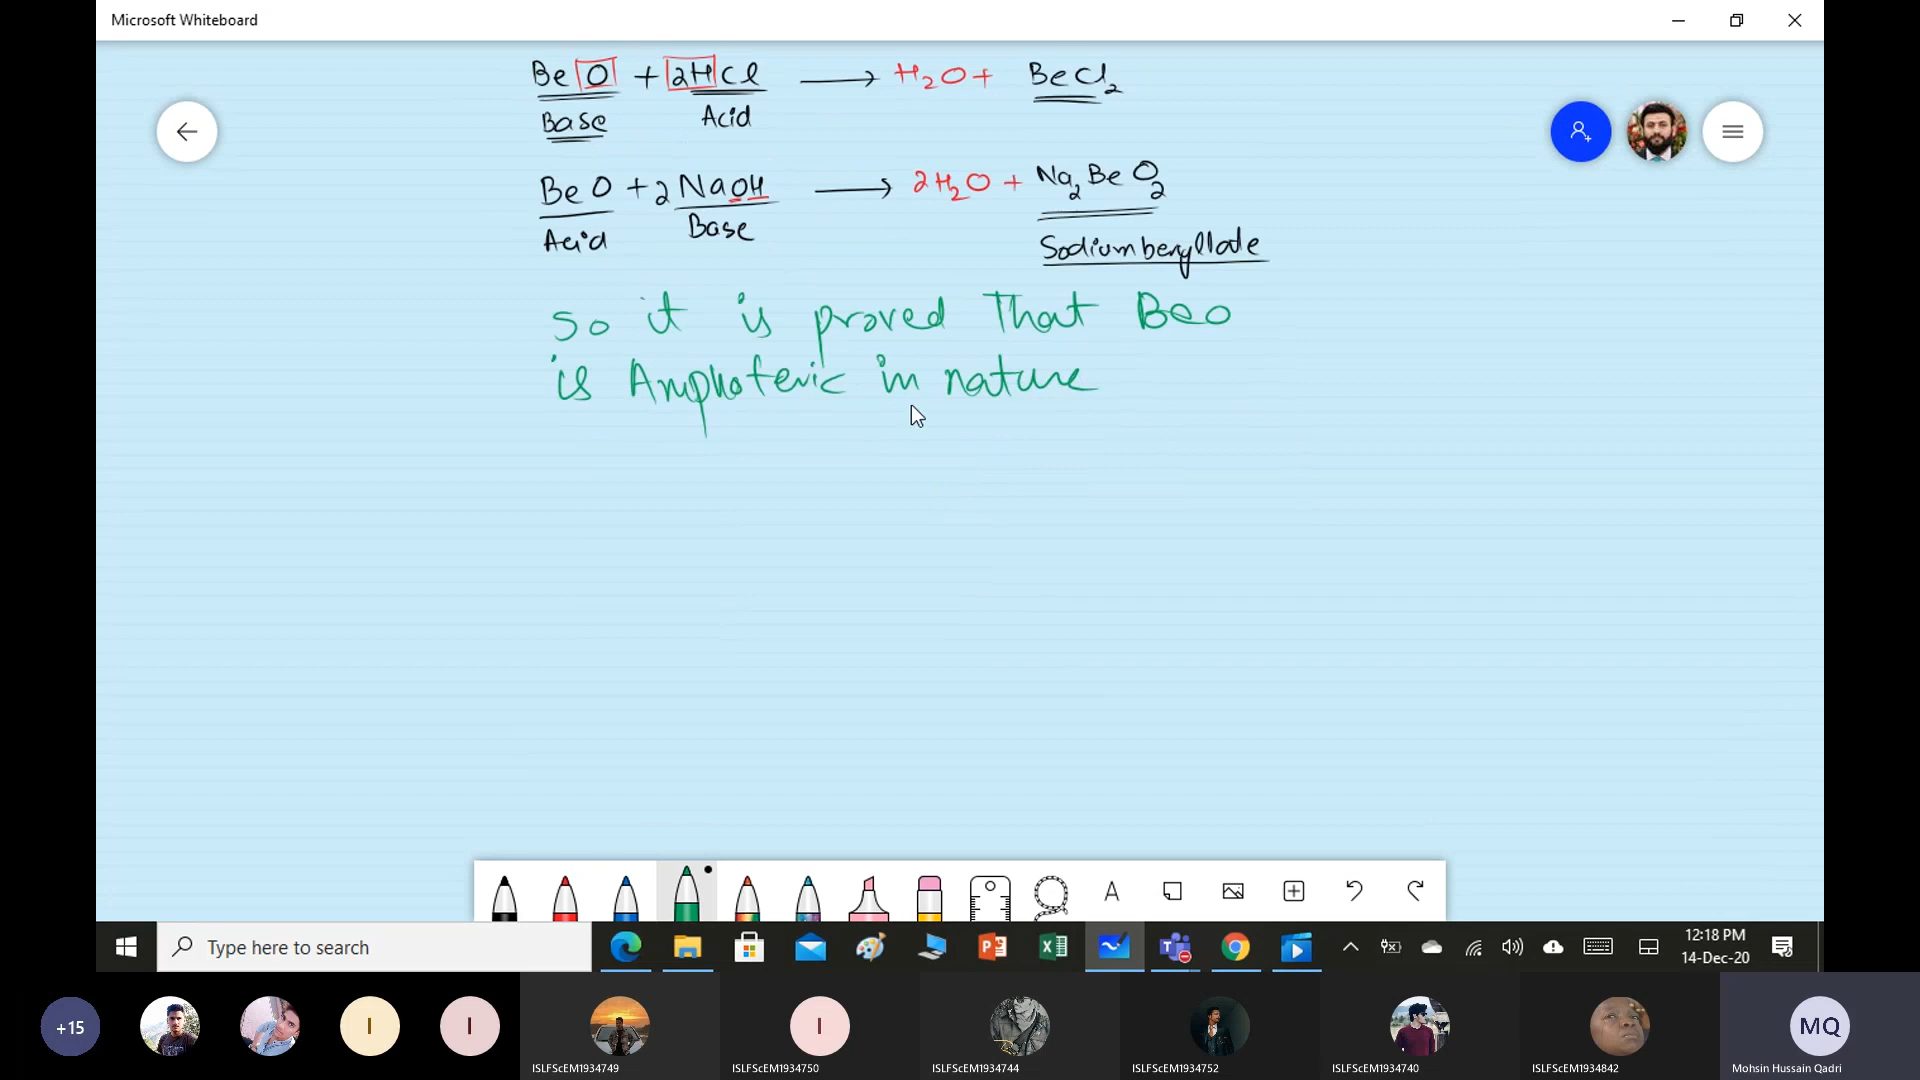 Microsoft Whiteboard
BeO + 2HCl ⟶ H₂O + BeCl₂
Base Acid
BeO + 2NaOH ⟶ 2H₂O + Na₂BeO₂
Acid Base
Sodium beryllate
so it is proved That BeO
is Amphoteric in nature
A
Type here to search
12:18 PM
14-Dec-20
+15
I
I
I
MQ
ISLFScEM1934749
ISLFScEM1934750
ISLFScEM1934744
ISLFScEM1934752
ISLFScEM1934740
ISLFScEM1934842
Mohsin Hussain Qadri